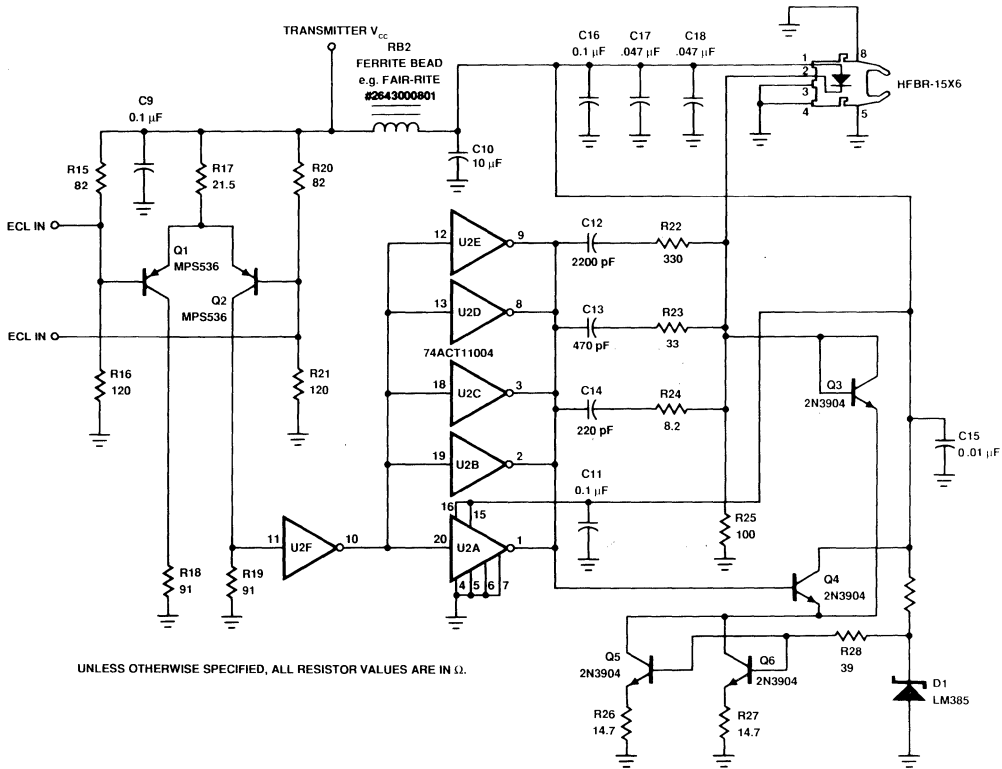 TRANSMITTER VCC
RB2
FERRITE BEAD
e.g. FAIR-RITE
#2643000801
C16
0.1 µF
C17
.047 µF
C18
.047 µF
1
2
3
4
8
5
HFBR-15X6
C9
0.1 µF
C10
10 µF
R15
82
R17
21.5
R20
82
ECL IN
Q1
MPS536
Q2
MPS536
ECL IN
R16
120
R21
120
12
U2E
9
C12
2200 pF
R22
330
13
U2D
8
C13
470 pF
R23
33
74ACT11004
18
U2C
3
C14
220 pF
R24
8.2
Q3
2N3904
C15
0.01 µF
19
U2B
2
C11
0.1 µF
16
15
11
U2F
10
20
U2A
1
4
5
6
7
R25
100
R18
91
R19
91
Q4
2N3904
Q5
2N3904
Q6
2N3904
R28
39
D1
LM385
R26
14.7
R27
14.7
UNLESS OTHERWISE SPECIFIED, ALL RESISTOR VALUES ARE IN Ω.